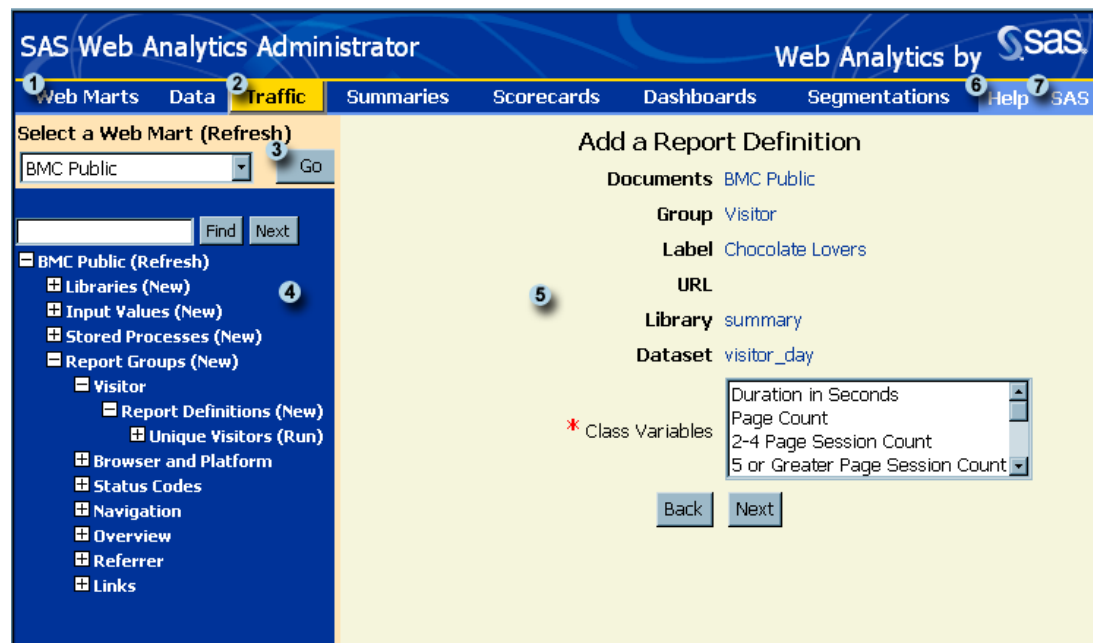 SAS Web Analytics Administrator
Web Analytics by sas.
1 Web Marts 2 Data Traffic Summaries Scorecards Dashboards Segmentations 6 Help 7 SAS
Select a Web Mart (Refresh)
3
BMC Public Go
Find Next
BMC Public (Refresh)
Libraries (New)
4
Input Values (New)
Stored Processes (New)
Report Groups (New)
Visitor
Report Definitions (New)
Unique Visitors (Run)
Browser and Platform
Status Codes
Navigation
Overview
Referrer
Links
Add a Report Definition
Documents BMC Public
Group Visitor
Label Chocolate Lovers
URL
5
Library summary
Dataset visitor_day
* Class Variables
Duration in Seconds
Page Count
2-4 Page Session Count
5 or Greater Page Session Count
Back Next